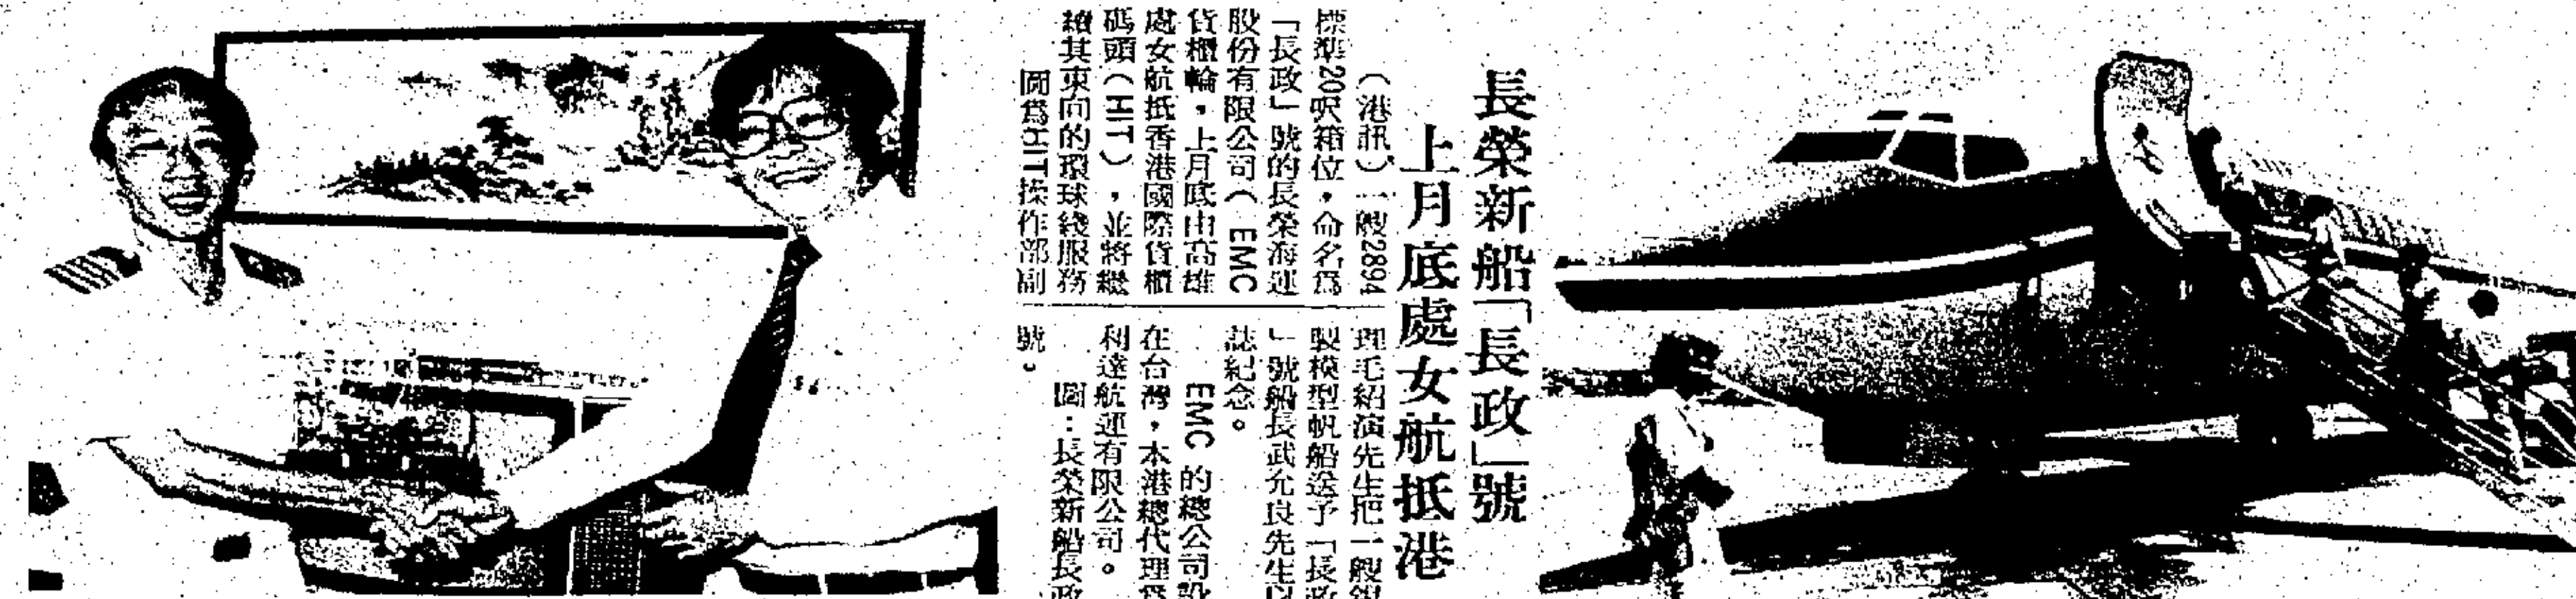 長榮新船「長政」號
上月底處女航抵港
（港訊）一艘2894
標準20呎箱位，命名爲
「長政」號的長榮海運
股份有限公司（EMC
貨櫃輪，上月底由高雄
處女航抵香港國際貨櫃
碼頭（HIT），並將繼
續其東向的環球綫服務
圖爲HIT操作部副
理毛紹演先生把一艘銀
製模型帆船送予「長政
」號船長武允良先生以
誌紀念。
EMC的總公司設
在台灣，本港總代理爲
利達航運有限公司。
圖：長榮新船長政
號。